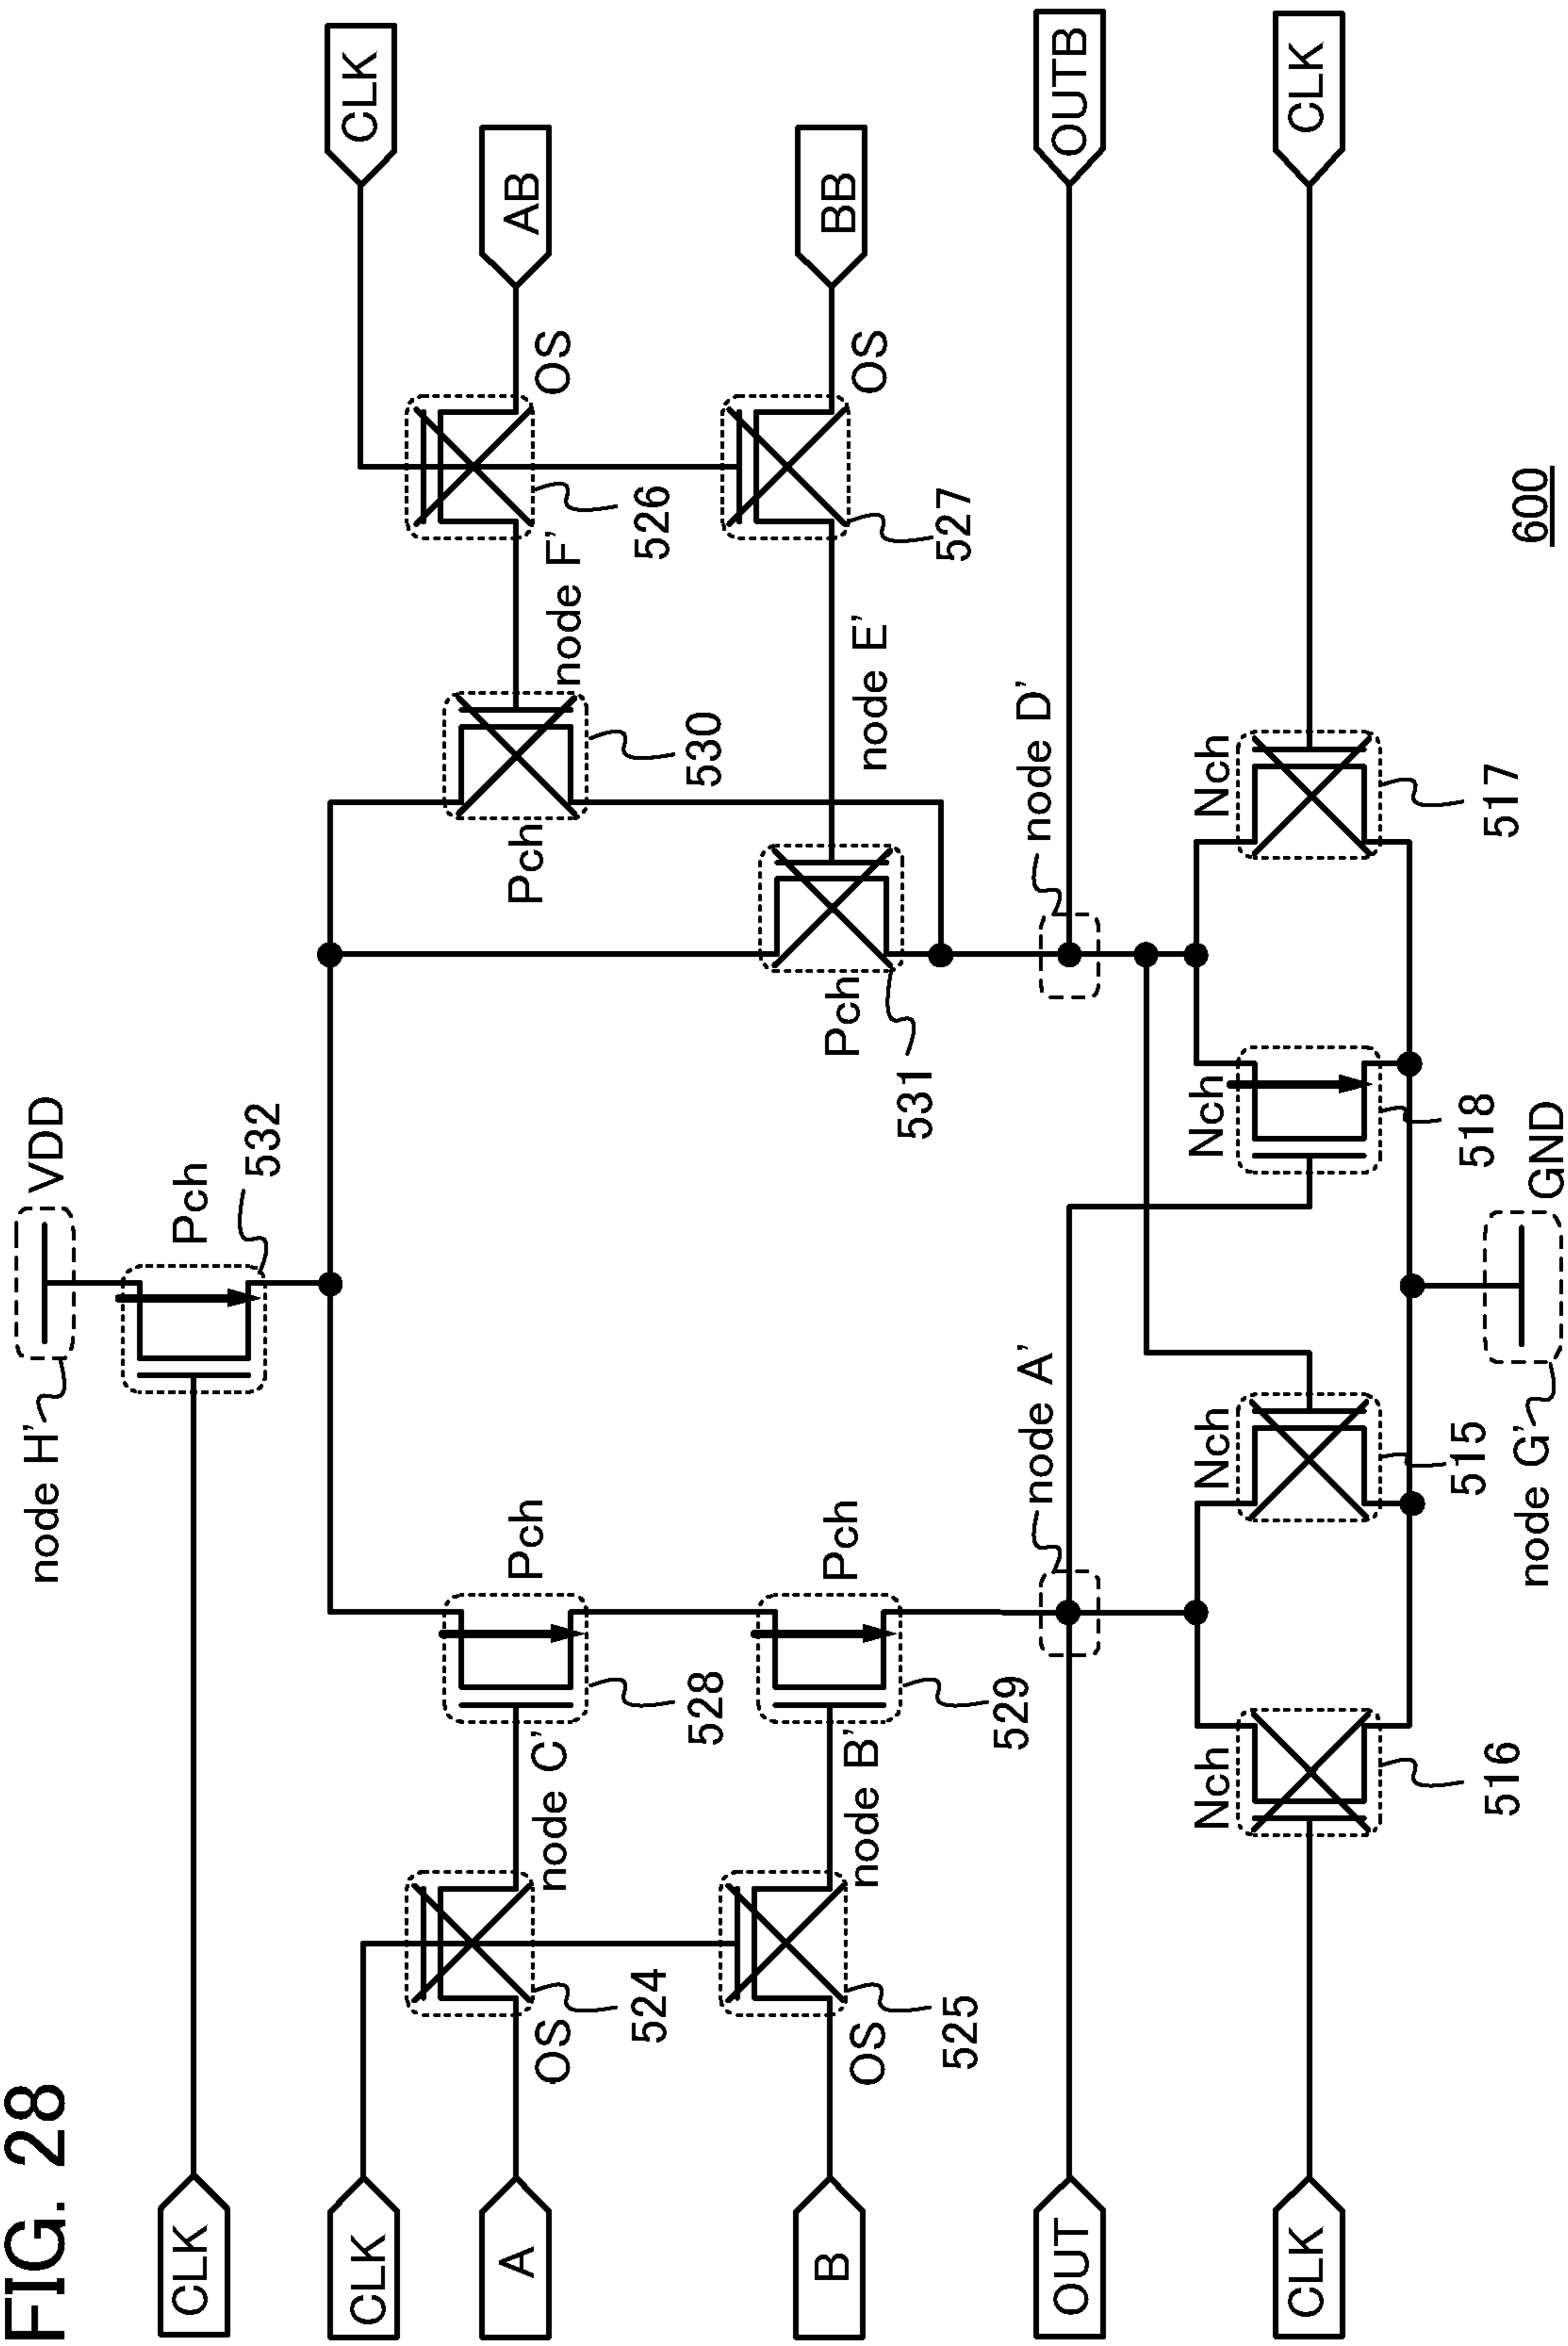 FIG. 28
node H'
VDD
CLK
Pch
532
CLK
CLK
A
OS
524
node C'
Pch
528
Pch
530
node F'
526
OS
AB
B
OS
525
node B'
Pch
529
Pch
531
node E'
527
OS
BB
OUT
node A'
node D'
OUTB
CLK
Nch
516
Nch
515
Nch
518
Nch
517
CLK
node G'
GND
600